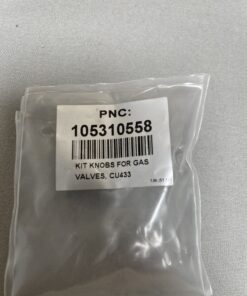 PNC:
105310558
KIT KNOBS FOR GAS
VALVES, CU433